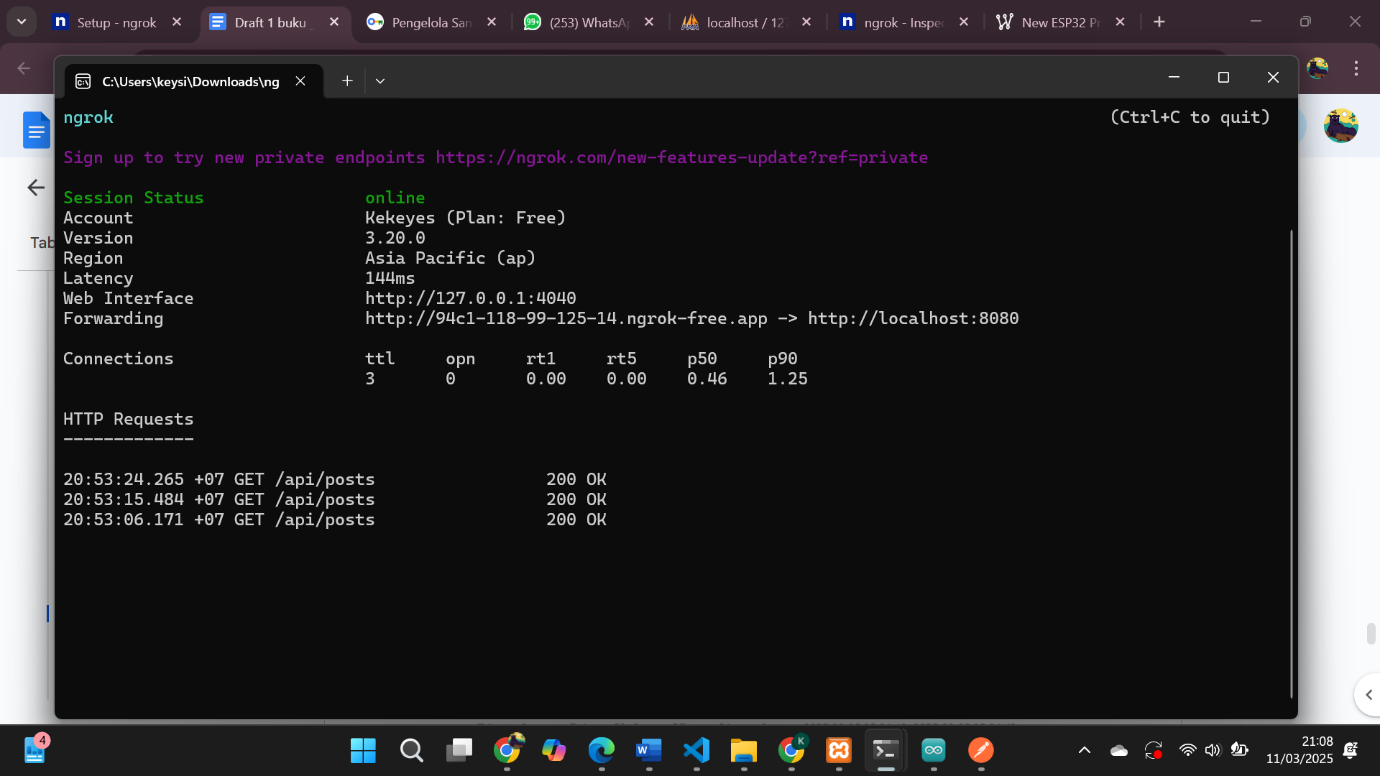 Setup - ngrok
Draft 1 buku
Pengelola San
(253) WhatsAp
localhost / 127
ngrok - Inspec
New ESP32 Pr
C:\Users\keysi\Downloads\ng
ngrok (Ctrl+C to quit)
Sign up to try new private endpoints https://ngrok.com/new-features-update?ref=private
Session Status online
Account Kekeyes (Plan: Free)
Version 3.20.0
Region Asia Pacific (ap)
Latency 144ms
Web Interface http://127.0.0.1:4040
Forwarding http://94c1-118-99-125-14.ngrok-free.app -> http://localhost:8080
Connections ttl opn rt1 rt5 p50 p90
3 0 0.00 0.00 0.46 1.25
HTTP Requests
-------------
20:53:24.265 +07 GET /api/posts 200 OK
20:53:15.484 +07 GET /api/posts 200 OK
20:53:06.171 +07 GET /api/posts 200 OK
Tab
4
K
21:08
11/03/2025